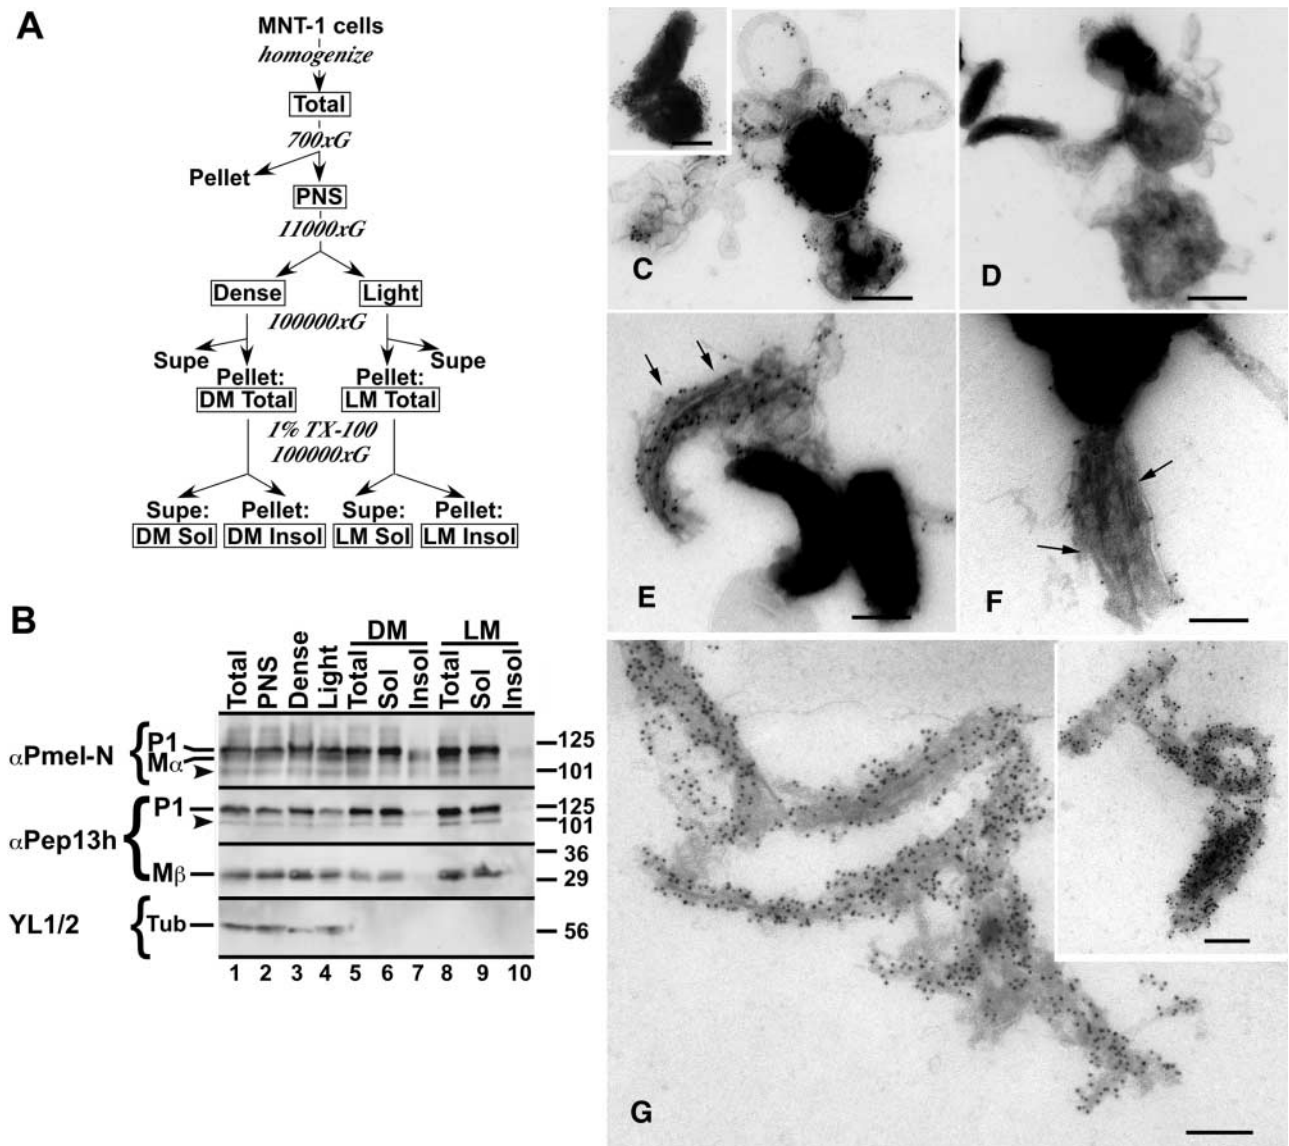 A
MNT-1 cells
homogenize
Total
700xG
Pellet
PNS
11000xG
Dense Light
100000xG
Supe Supe
Pellet: Pellet:
DM Total LM Total
1% TX-100
100000xG
Supe: Pellet: Supe: Pellet:
DM Sol DM Insol LM Sol LM Insol
B
DM LM
Total PNS Dense Light Total Sol Insol Total Sol Insol
αPmel-N P1 125
Mα 101
αPep13h P1 125
101
36
Mβ 29
YL1/2 Tub 56
1 2 3 4 5 6 7 8 9 10
C
D
E
F
G